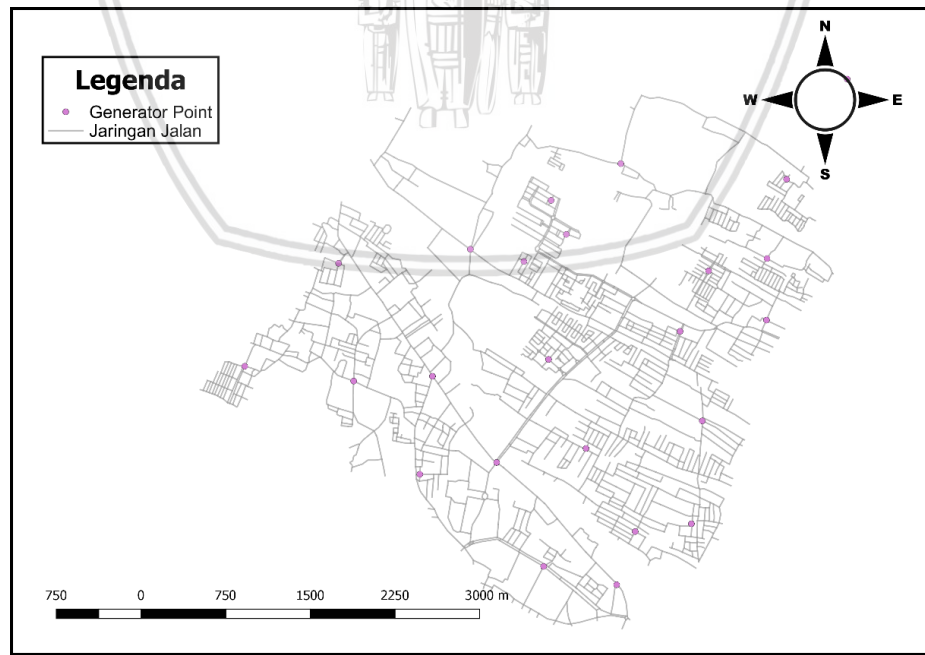 N
Legenda
Generator Point
W
E
Jaringan Jalan
S
750
0
750
1500
2250
3000 m